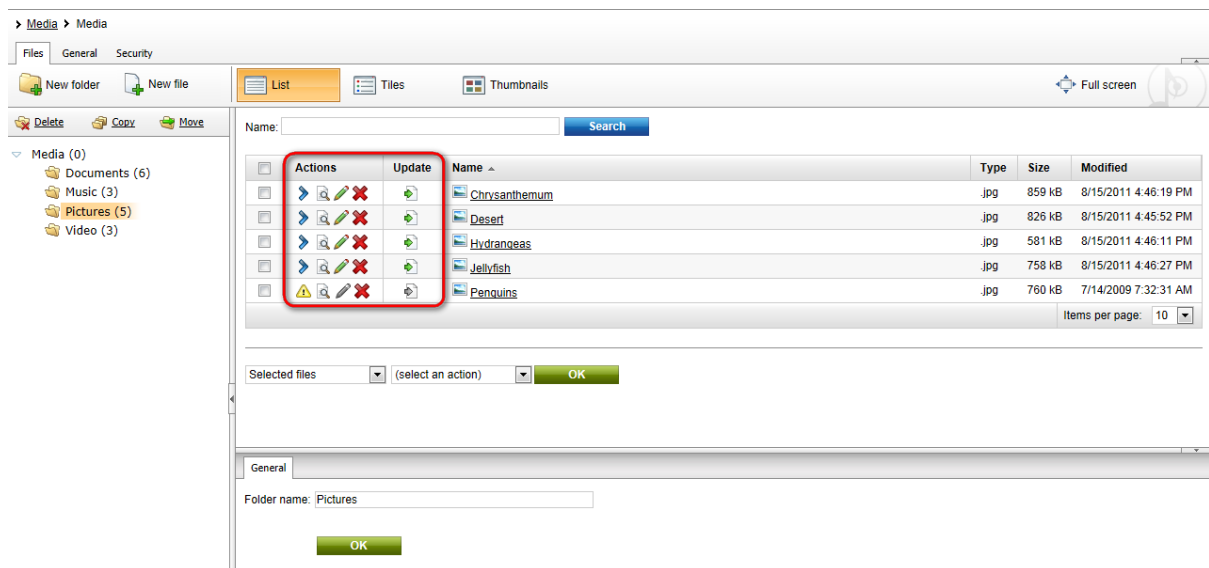 Media > Media
Files General Security
New folder New file List Tiles Thumbnails Full screen
Delete Copy Move
Name: Search
Media (0)
Documents (6)
Music (3)
Pictures (5)
Video (3)
Actions Update Name Type Size Modified
Chrysanthemum .jpg 859 kB 8/15/2011 4:46:19 PM
Desert .jpg 826 kB 8/15/2011 4:45:52 PM
Hydrangeas .jpg 581 kB 8/15/2011 4:46:11 PM
Jellyfish .jpg 758 kB 8/15/2011 4:46:27 PM
Penguins .jpg 760 kB 7/14/2009 7:32:31 AM
Items per page: 10
Selected files (select an action) OK
General
Folder name: Pictures
OK